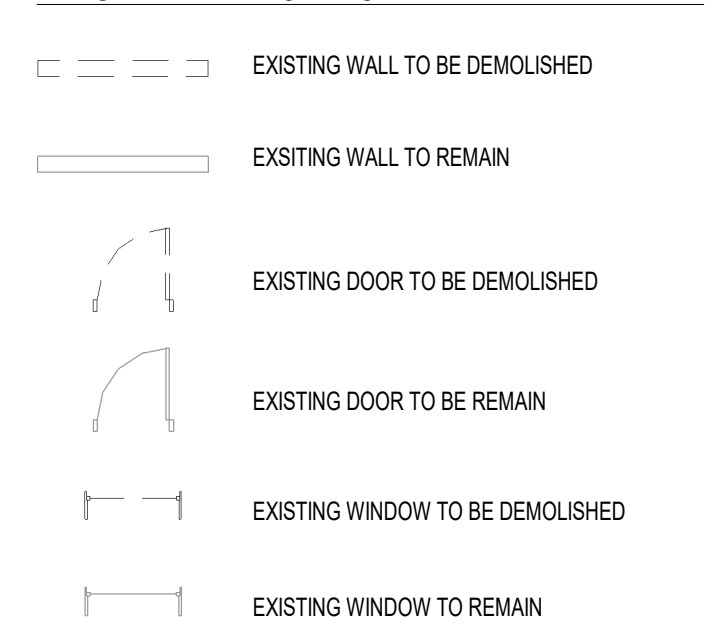 EXISTING WALL TO BE DEMOLISHED
EXSITING WALL TO REMAIN
EXISTING DOOR TO BE DEMOLISHED
EXISTING DOOR TO BE REMAIN
EXISTING WINDOW TO BE DEMOLISHED
EXISTING WINDOW TO REMAIN